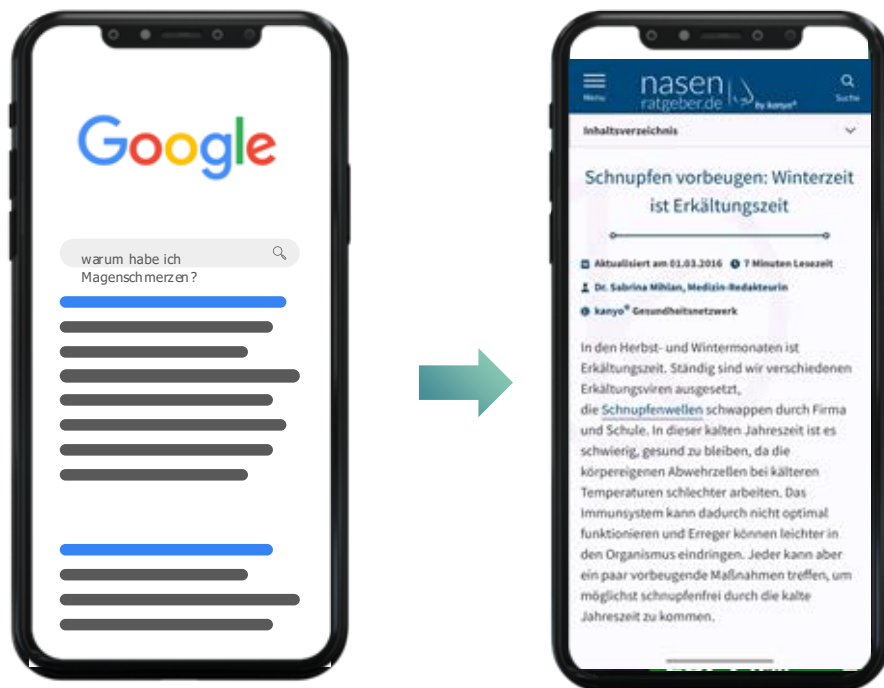 Google
warum habe ich
Magenschmerzen?
Menu
nasen
ratgeber.de
by kanyo®
Suche
Inhaltsverzeichnis
Schnupfen vorbeugen: Winterzeit
ist Erkältungszeit
Aktualisiert am 01.03.2016 7 Minuten Lesezeit
Dr. Sabrina Mihlan, Medizin-Redakteurin
kanyo® Gesundheitsnetzwerk
In den Herbst- und Wintermonaten ist
Erkältungszeit. Ständig sind wir verschiedenen
Erkältungsviren ausgesetzt,
die Schnupfenwellen schwappen durch Firma
und Schule. In dieser kalten Jahreszeit ist es
schwierig, gesund zu bleiben, da die
körpereigenen Abwehrzellen bei kälteren
Temperaturen schlechter arbeiten. Das
Immunsystem kann dadurch nicht optimal
funktionieren und Erreger können leichter in
den Organismus eindringen. Jeder kann aber
ein paar vorbeugende Maßnahmen treffen, um
möglichst schnupfenfrei durch die kalte
Jahreszeit zu kommen.